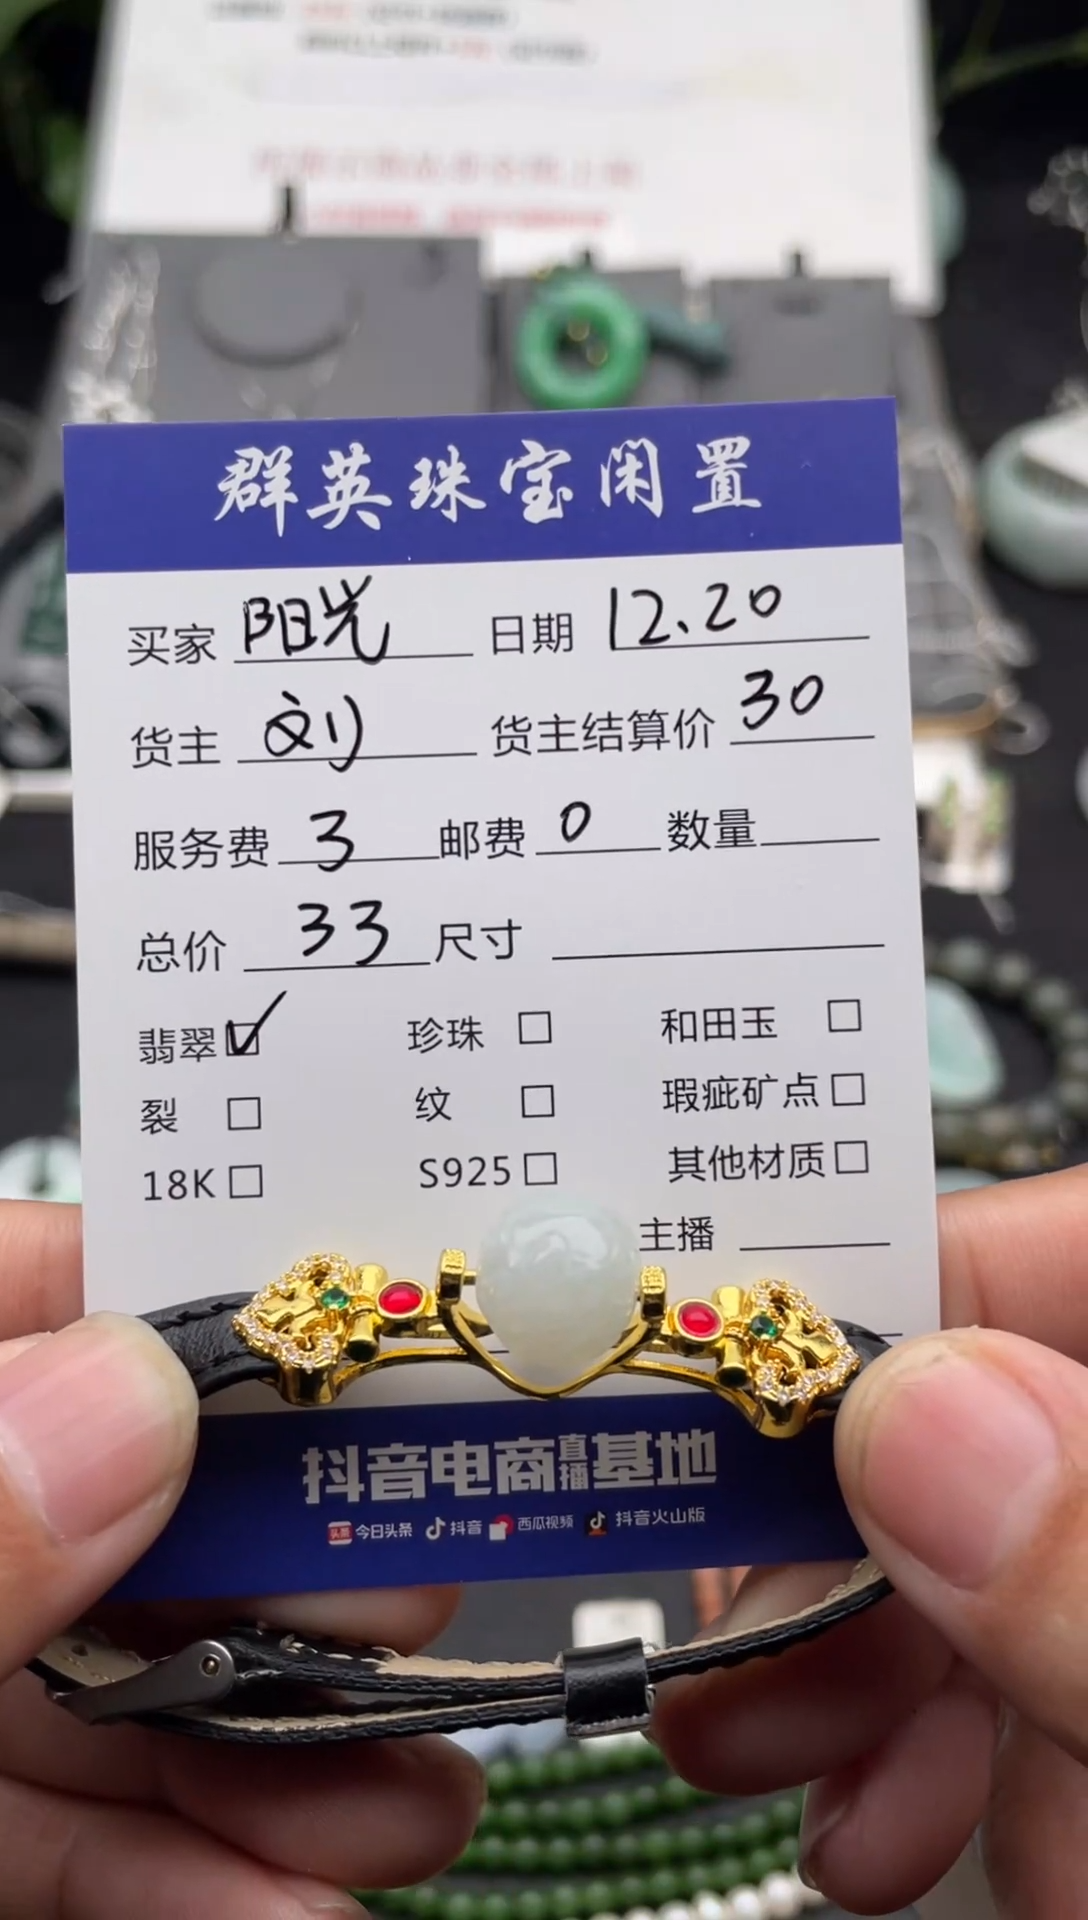 群英珠宝闲置
买家 阳光 日期 12.20
货主 刘 货主结算价 30
服务费 3 邮费 0 数量
总价 33 尺寸
翡翠 珍珠 和田玉
裂 纹 瑕疵矿点
18K S925 其他材质
主播
抖音电商直播基地
头条 今日头条 抖音 西瓜视频 抖音火山版